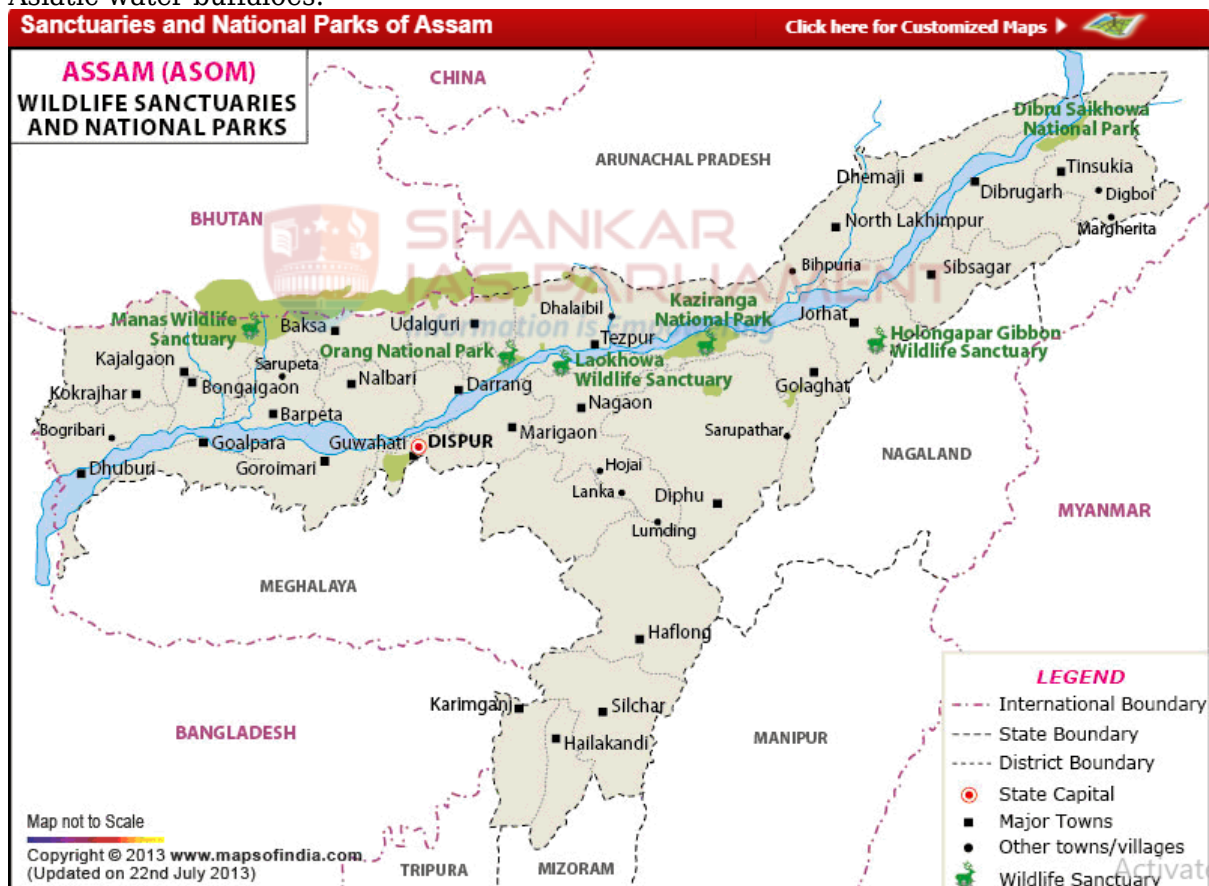 Asiatic water buffaloes.
Sanctuaries and National Parks of Assam
Click here for Customized Maps
ASSAM (ASOM)
WILDLIFE SANCTUARIES
AND NATIONAL PARKS
CHINA
ARUNACHAL PRADESH
BHUTAN
Dibru Saikhowa
National Park
Tinsukia
Dhemaji
Dibrugarh
Digboi
Margherita
North Lakhimpur
SHANKAR
IAS PARLIAMENT
Information is Empowering
Bihpuria
Sibsagar
Dhalaibil
Kaziranga
National Park
Jorhat
Manas Wildlife
Sanctuary
Baksa
Udalguri
Tezpur
Holongapar Gibbon
Wildlife Sanctuary
Orang National Park
Laokhowa
Wildlife Sanctuary
Kajalgaon
Sarupeta
Kokrajhar
Bongaigaon
Nalbari
Darrang
Golaghat
Nagaon
Barpeta
Bogribari
Goalpara
Guwahati
DISPUR
Marigaon
Sarupathar
Dhuburi
Goroimari
Hojai
NAGALAND
Lanka
Diphu
Lumding
MYANMAR
MEGHALAYA
Haflong
Karimganj
Silchar
BANGLADESH
Hailakandi
MANIPUR
LEGEND
International Boundary
State Boundary
District Boundary
State Capital
Major Towns
Other towns/villages
Wildlife Sanctuary
Map not to Scale
Copyright © 2013 www.mapsofindia.com
(Updated on 22nd July 2013)
TRIPURA
MIZORAM